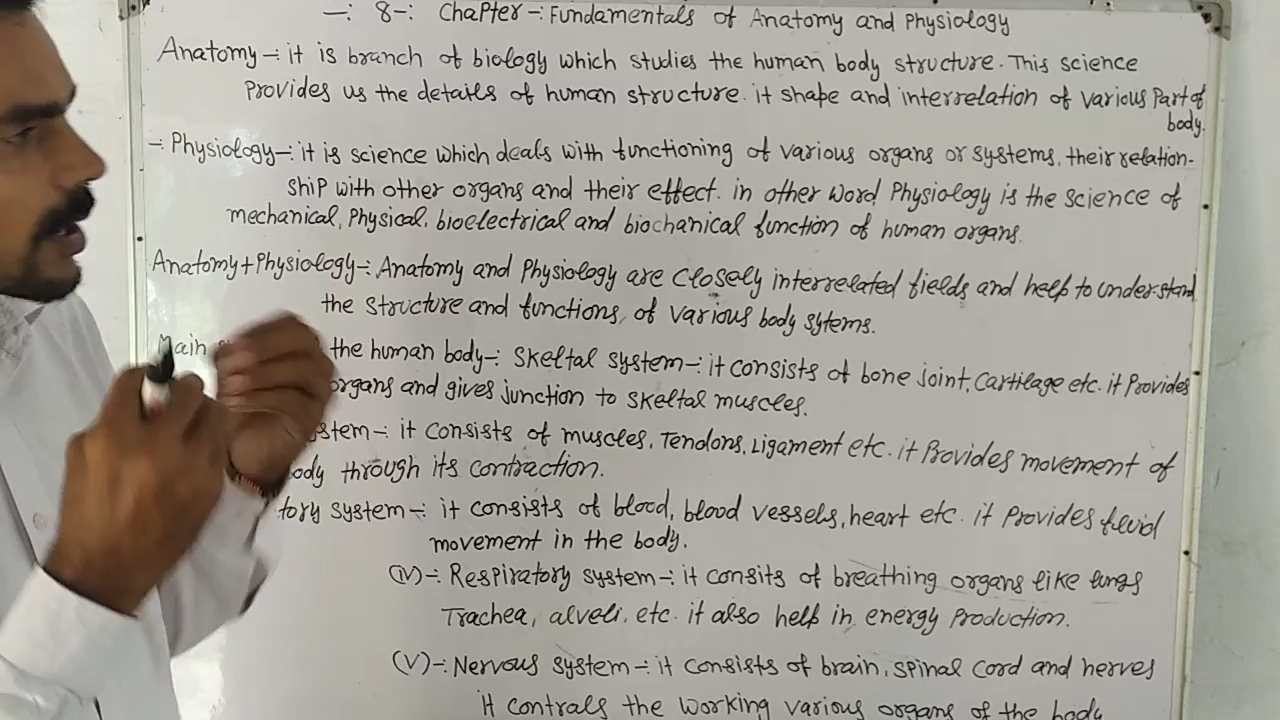 —: 8-: Chapter -: Fundamentals of Anatomy and Physiology
Anatomy -: it is branch of biology which studies the human body structure. This science
Provides us the details of human structure. it shape and interrelation of various Part of
body.
- Physiology -: it is science which deals with functioning of various organs or systems, their relation-
ship with other organs and their effect. in other word Physiology is the science of
mechanical, Physical, bioelectrical and biochanical function of human organs.
Anatomy + Physiology -: Anatomy and Physiology are closely interrelated fields and help to understand
the structure and functions of various body sytems.
Main the human body -: Skeltal system -: it consists of bone joint, Cartilage etc. it Provides
organs and gives junction to skeltal muscles.
stem -: it consists of muscles, Tendons, Ligament etc. it Provides movement of
body through its contraction.
tory system -: it consists of blood, blood vessels, heart etc. it Provides fluid
movement in the body.
(IV) -: Respiratory system -: it consits of breathing organs like lungs
Trachea, alveli, etc. it also help in energy Production.
(V) -: Nervous system -: it consists of brain, spinal cord and nerves
it contrals the working various organs of the body